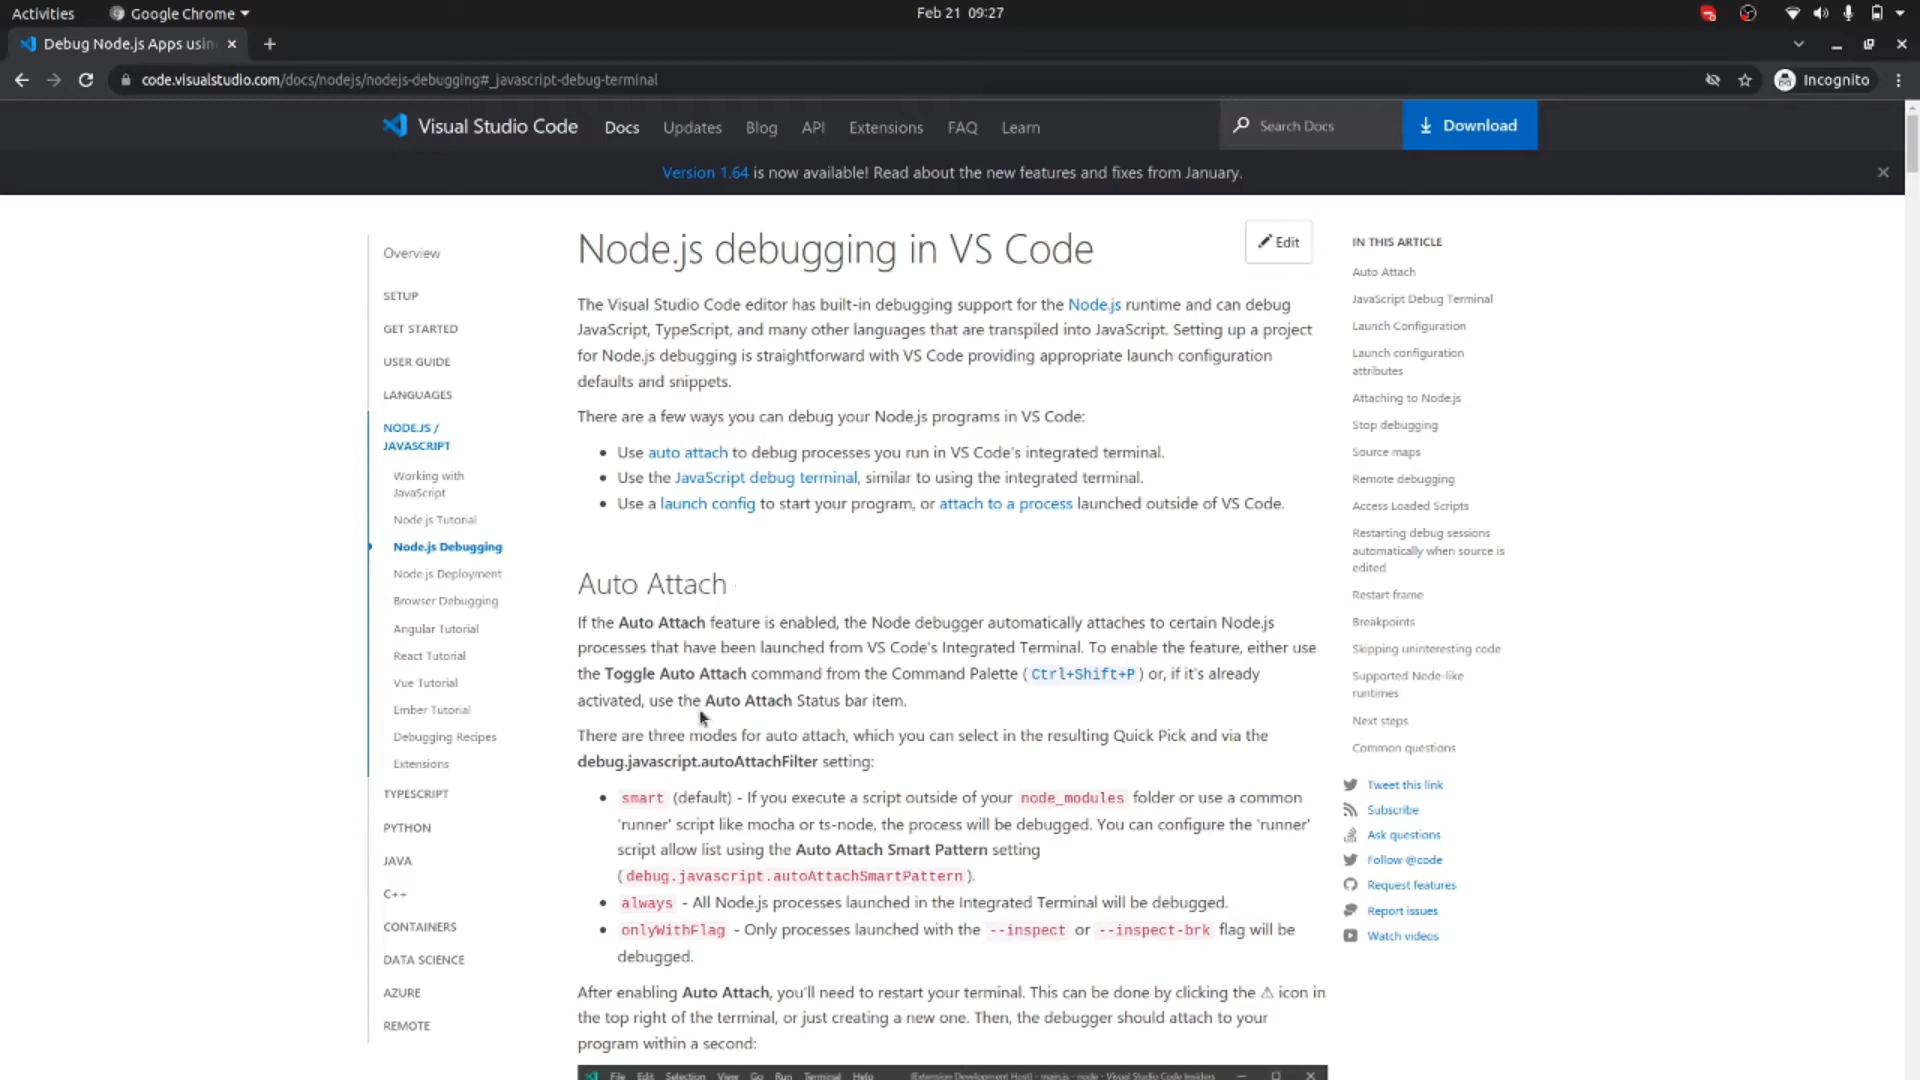 Activities
Google Chrome
Feb 21 09:27
Debug Node.js Apps usin
code.visualstudio.com/docs/nodejs/nodejs-debugging#_javascript-debug-terminal
Incognito
Visual Studio Code
Docs
Updates
Blog
API
Extensions
FAQ
Learn
Search Docs
Download
Version 1.64 is now available! Read about the new features and fixes from January.
Overview
SETUP
GET STARTED
USER GUIDE
LANGUAGES
NODE.JS /
JAVASCRIPT
Working with
JavaScript
Node.js Tutorial
Node.js Debugging
Node.js Deployment
Browser Debugging
Angular Tutorial
React Tutorial
Vue Tutorial
Ember Tutorial
Debugging Recipes
Extensions
TYPESCRIPT
PYTHON
JAVA
C++
CONTAINERS
DATA SCIENCE
AZURE
REMOTE
Node.js debugging in VS Code
Edit
The Visual Studio Code editor has built-in debugging support for the Node.js runtime and can debug
JavaScript, TypeScript, and many other languages that are transpiled into JavaScript. Setting up a project
for Node.js debugging is straightforward with VS Code providing appropriate launch configuration
defaults and snippets.
There are a few ways you can debug your Node.js programs in VS Code:
• Use auto attach to debug processes you run in VS Code's integrated terminal.
• Use the JavaScript debug terminal, similar to using the integrated terminal.
• Use a launch config to start your program, or attach to a process launched outside of VS Code.
Auto Attach
If the Auto Attach feature is enabled, the Node debugger automatically attaches to certain Node.js
processes that have been launched from VS Code's Integrated Terminal. To enable the feature, either use
the Toggle Auto Attach command from the Command Palette (Ctrl+Shift+P) or, if it's already
activated, use the Auto Attach Status bar item.
There are three modes for auto attach, which you can select in the resulting Quick Pick and via the
debug.javascript.autoAttachFilter setting:
• smart (default) - If you execute a script outside of your node_modules folder or use a common
'runner' script like mocha or ts-node, the process will be debugged. You can configure the 'runner'
script allow list using the Auto Attach Smart Pattern setting
(debug.javascript.autoAttachSmartPattern).
• always - All Node.js processes launched in the Integrated Terminal will be debugged.
• onlyWithFlag - Only processes launched with the --inspect or --inspect-brk flag will be
debugged.
After enabling Auto Attach, you'll need to restart your terminal. This can be done by clicking the ⚠ icon in
the top right of the terminal, or just creating a new one. Then, the debugger should attach to your
program within a second:
File Edit Selection View Go Run Terminal Help
[Extension Development Host] - main.js - node - Visual Studio Code Insiders
IN THIS ARTICLE
Auto Attach
JavaScript Debug Terminal
Launch Configuration
Launch configuration
attributes
Attaching to Node.js
Stop debugging
Source maps
Remote debugging
Access Loaded Scripts
Restarting debug sessions
automatically when source is
edited
Restart frame
Breakpoints
Skipping uninteresting code
Supported Node-like
runtimes
Next steps
Common questions
Tweet this link
Subscribe
Ask questions
Follow @code
Request features
Report issues
Watch videos